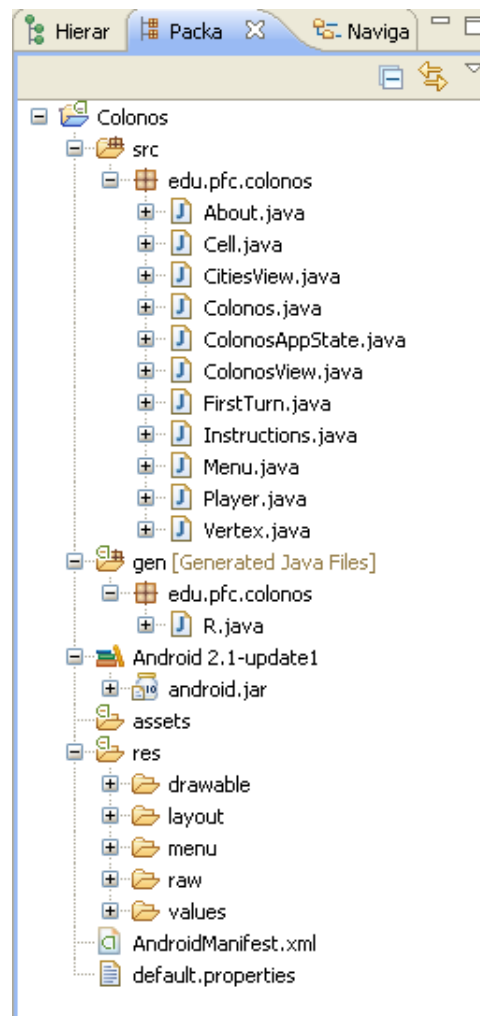 Hierar Packa Naviga
Colonos
src
edu.pfc.colonos
About.java
Cell.java
CitiesView.java
Colonos.java
ColonosAppState.java
ColonosView.java
FirstTurn.java
Instructions.java
Menu.java
Player.java
Vertex.java
gen [Generated Java Files]
edu.pfc.colonos
R.java
Android 2.1-update1
android.jar
assets
res
drawable
layout
menu
raw
values
AndroidManifest.xml
default.properties